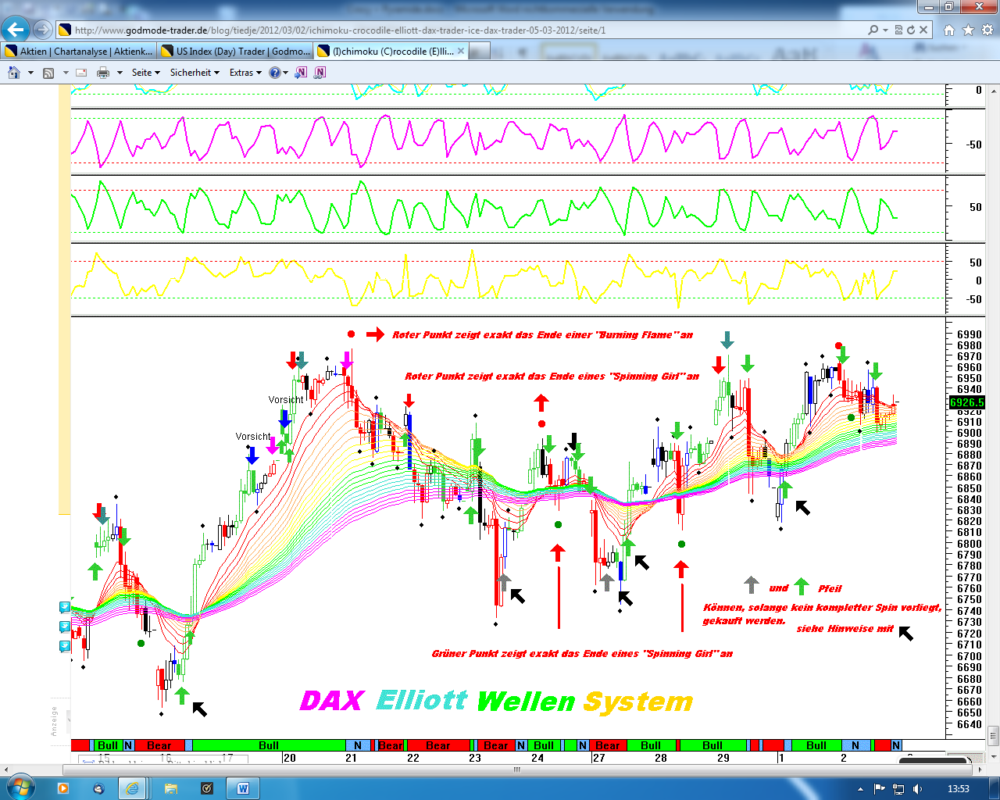 http://www.godmode-trader.de/blog/tiedje/2012/03/02/ichimoku-crocodile-elliott-dax-trader-ice-dax-trader-05-03-2012/seite/1
Aktien | Chartanalyse | Aktienk...
US Index (Day) Trader | Godmo...
(I)chimoku (C)rocodile (E)lli...
Seite
Sicherheit
Extras
0
-50
50
50
0
-50
Roter Punkt zeigt exakt das Ende einer "Burning Flame" an
Roter Punkt zeigt exakt das Ende eines "Spinning Girl" an
Vorsicht
Vorsicht
6990
6980
6970
6960
6950
6940
6926.5
6920
6910
6900
6890
6880
6870
6860
6850
6840
6830
6820
6810
6800
6790
6780
6760
6750
6740
6730
6720
6710
6700
6690
6680
6670
6660
6650
6640
und
Pfeil
Können, solange kein kompletter Spin vorliegt,
gekauft werden.
siehe Hinweise mit
Grüner Punkt zeigt exakt das Ende eines "Spinning Girl" an
DAX Elliott Wellen System
Anzeige
Bull N Bear Bull N Bear Bear Bear N Bull N Bear Bull Bull Bull N N
15 16 17 20 21 22 23 24 27 28 29 1 2
13:53